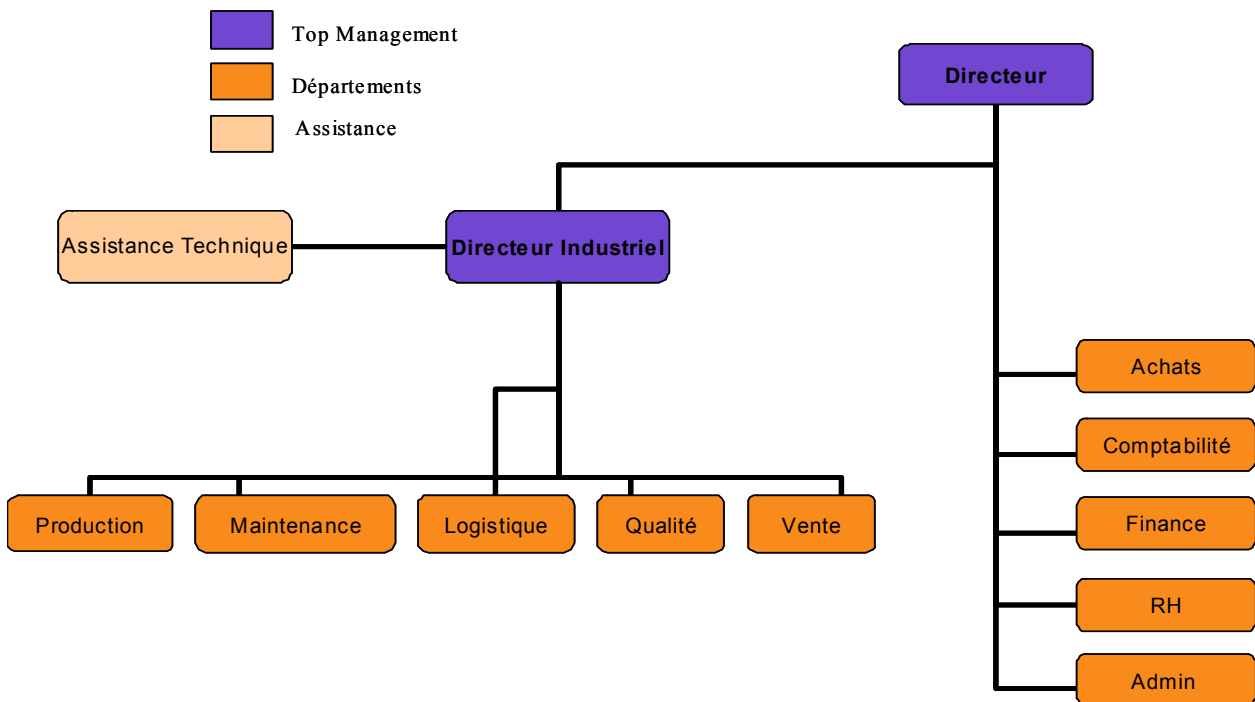 Top Management
Départements
Assistance
Directeur
Assistance Technique
Directeur Industriel
Achats
Comptabilité
Finance
RH
Admin
Production
Maintenance
Logistique
Qualité
Vente